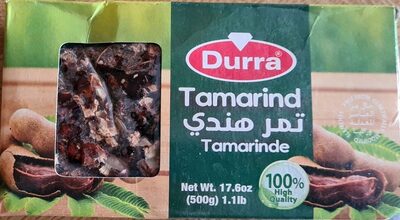 Durra
Tamarind
تمر هندي
Tamarinde
Net Wt. 17.6oz
(500g) 1.1lb
100%
High
Quality